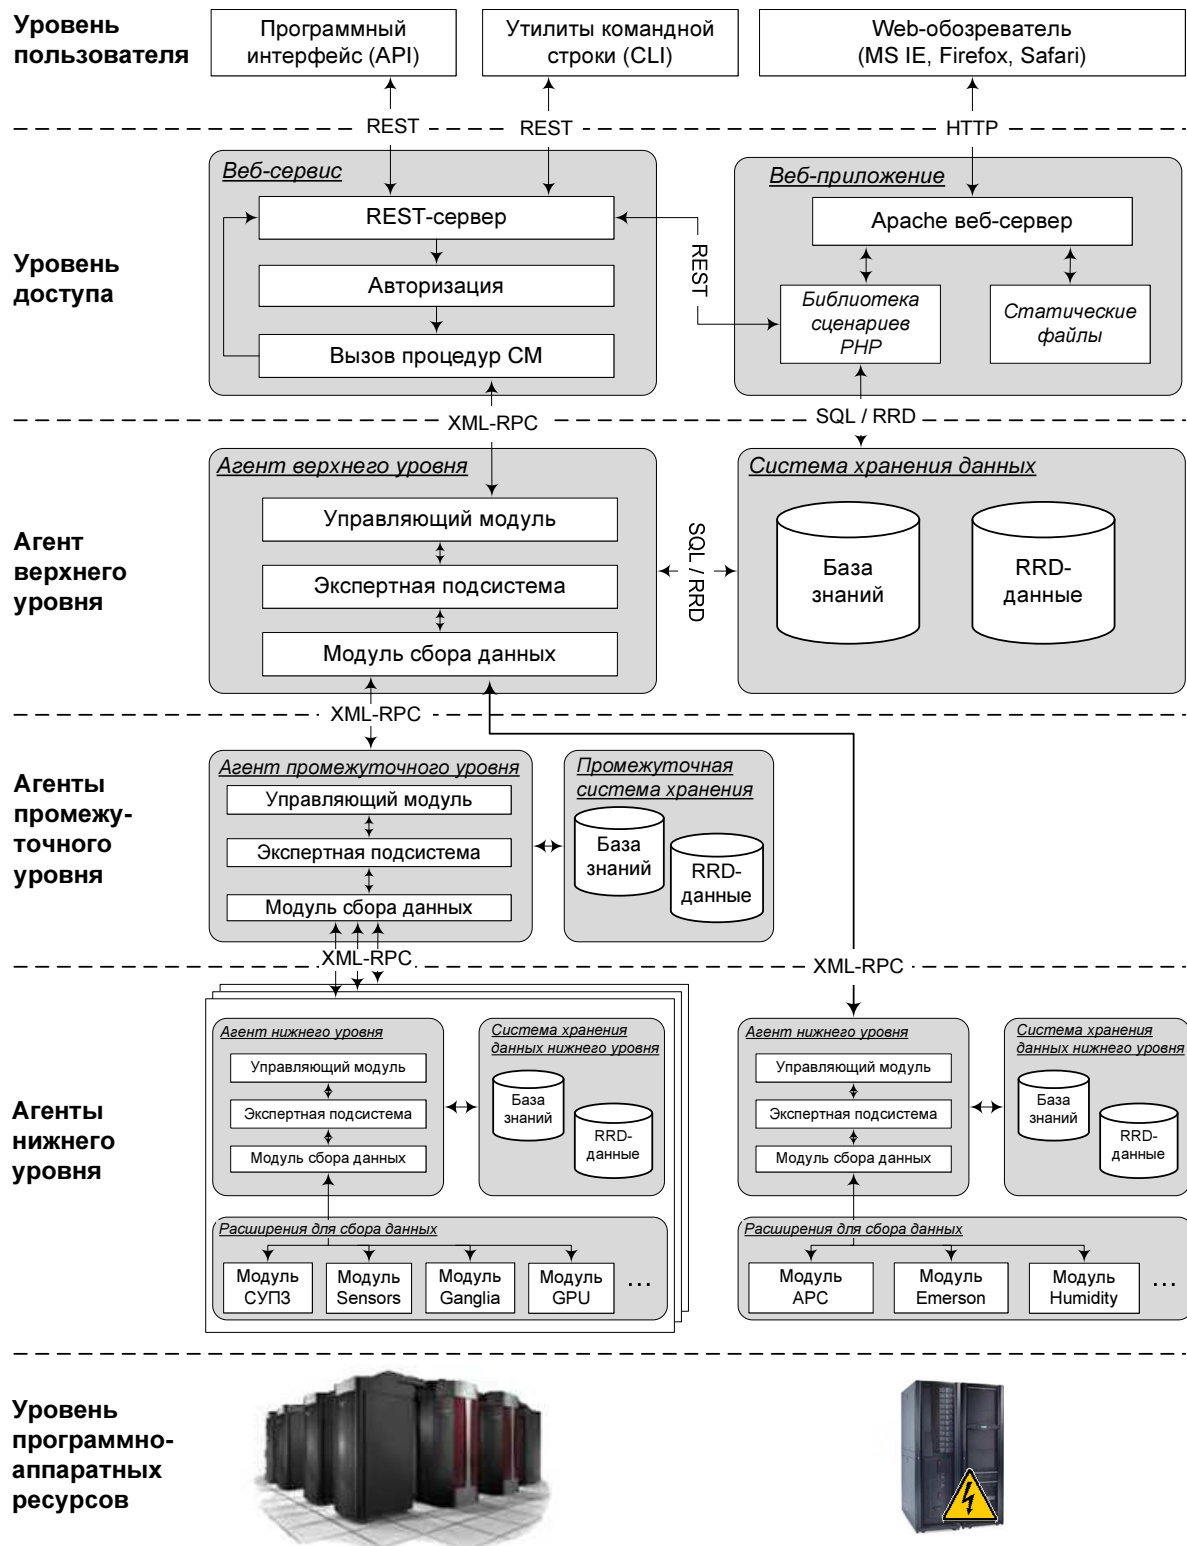 Уровень
пользователя
Программный
интерфейс (API)
Утилиты командной
строки (CLI)
Web-обозреватель
(MS IE, Firefox, Safari)
REST
REST
HTTP
Уровень
доступа
Веб-сервис
REST-сервер
Авторизация
Вызов процедур СМ
REST
Веб-приложение
Apache веб-сервер
Библиотека
сценариев
PHP
Статические
файлы
XML-RPC
SQL / RRD
Агент
верхнего
уровня
Агент верхнего уровня
Управляющий модуль
Экспертная подсистема
Модуль сбора данных
SQL / RRD
Система хранения данных
База
знаний
RRD-
данные
XML-RPC
Агенты
промежу-
точного
уровня
Агент промежуточного уровня
Управляющий модуль
Экспертная подсистема
Модуль сбора данных
Промежуточная
система хранения
База
знаний
RRD-
данные
XML-RPC
XML-RPC
Агенты
нижнего
уровня
Агент нижнего уровня
Управляющий модуль
Экспертная подсистема
Модуль сбора данных
Система хранения
данных нижнего уровня
База
знаний
RRD-
данные
Расширения для сбора данных
Модуль
СУПЗ
Модуль
Sensors
Модуль
Ganglia
Модуль
GPU
...
Агент нижнего уровня
Управляющий модуль
Экспертная подсистема
Модуль сбора данных
Система хранения
данных нижнего уровня
База
знаний
RRD-
данные
Расширения для сбора данных
Модуль
APC
Модуль
Emerson
Модуль
Humidity
...
Уровень
программно-
аппаратных
ресурсов